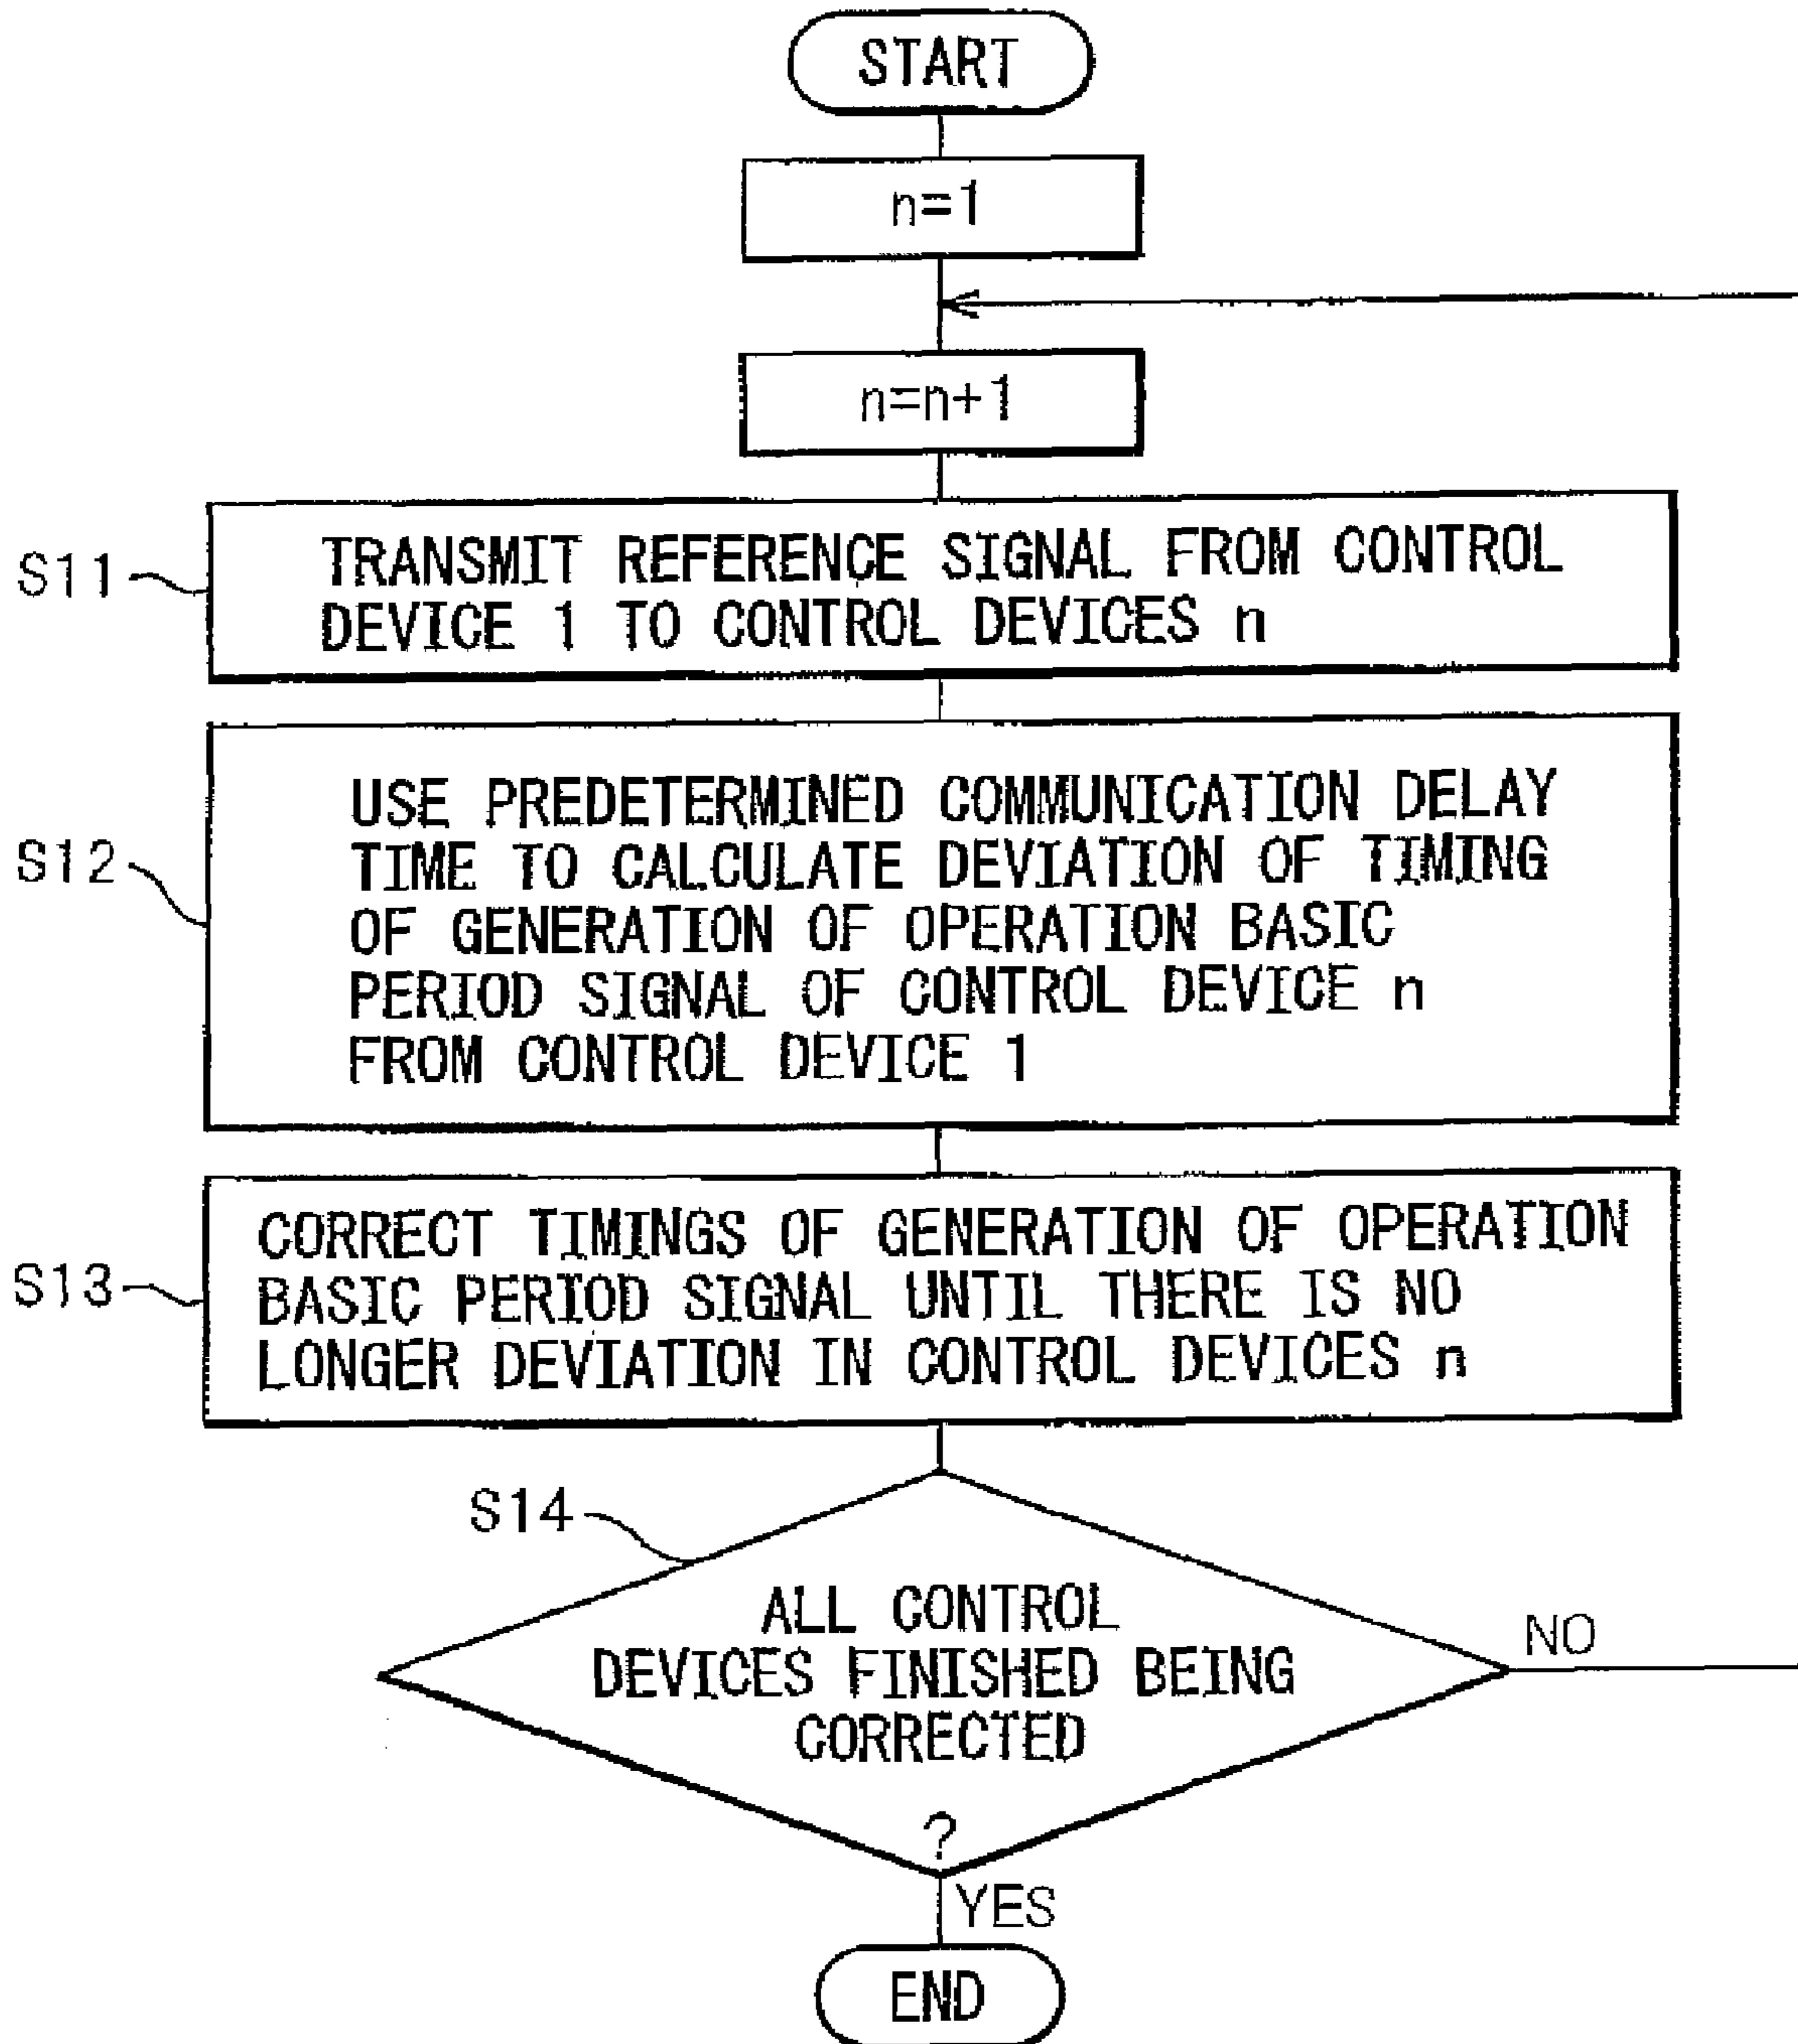 START
n=1
n=n+1
S11
TRANSMIT REFERENCE SIGNAL FROM CONTROL
DEVICE 1 TO CONTROL DEVICES n
S12
USE PREDETERMINED COMMUNICATION DELAY
TIME TO CALCULATE DEVIATION OF TIMING
OF GENERATION OF OPERATION BASIC
PERIOD SIGNAL OF CONTROL DEVICE n
FROM CONTROL DEVICE 1
S13
CORRECT TIMINGS OF GENERATION OF OPERATION
BASIC PERIOD SIGNAL UNTIL THERE IS NO
LONGER DEVIATION IN CONTROL DEVICES n
S14
ALL CONTROL
DEVICES FINISHED BEING
CORRECTED
?
NO
YES
END